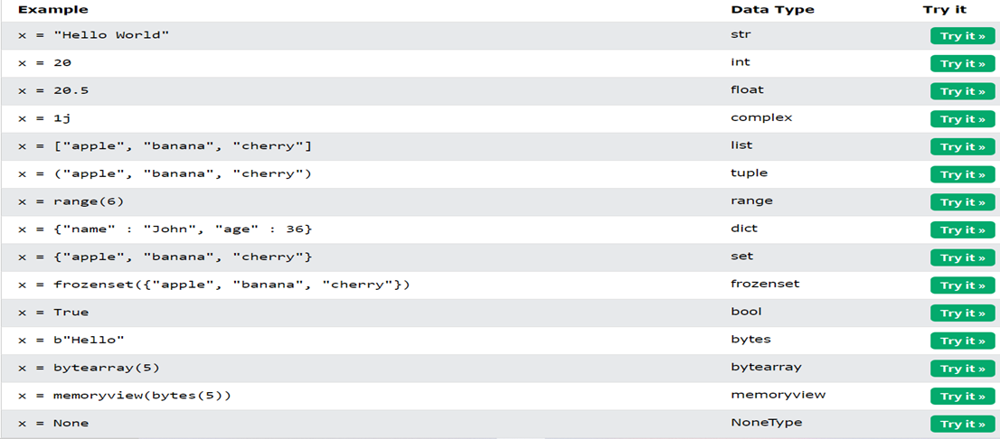 Example Data Type Try it
x = "Hello World" str Try it »
x = 20 int Try it »
x = 20.5 float Try it »
x = 1j complex Try it »
x = ["apple", "banana", "cherry"] list Try it »
x = ("apple", "banana", "cherry") tuple Try it »
x = range(6) range Try it »
x = {"name" : "John", "age" : 36} dict Try it »
x = {"apple", "banana", "cherry"} set Try it »
x = frozenset({"apple", "banana", "cherry"}) frozenset Try it »
x = True bool Try it »
x = b"Hello" bytes Try it »
x = bytearray(5) bytearray Try it »
x = memoryview(bytes(5)) memoryview Try it »
x = None NoneType Try it »